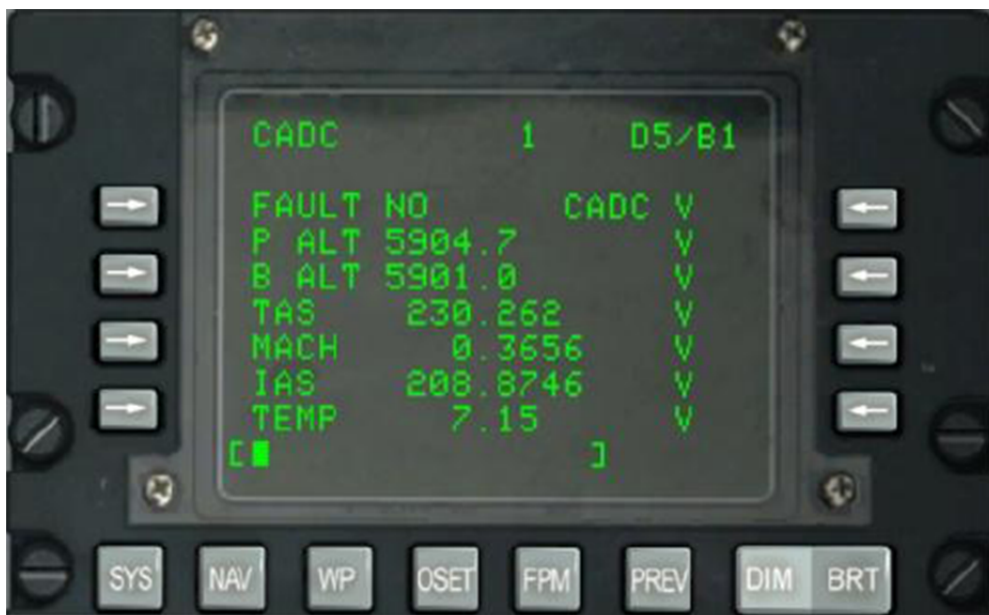 CADC 1 D5/B1
FAULT NO CADC V
P ALT 5904.7 V
B ALT 5901.0 V
TAS 230.262 V
MACH 0.3656 V
IAS 208.8746 V
TEMP 7.15 V
[ ]
SYS NAV WP OSET FPM PREV DIM BRT